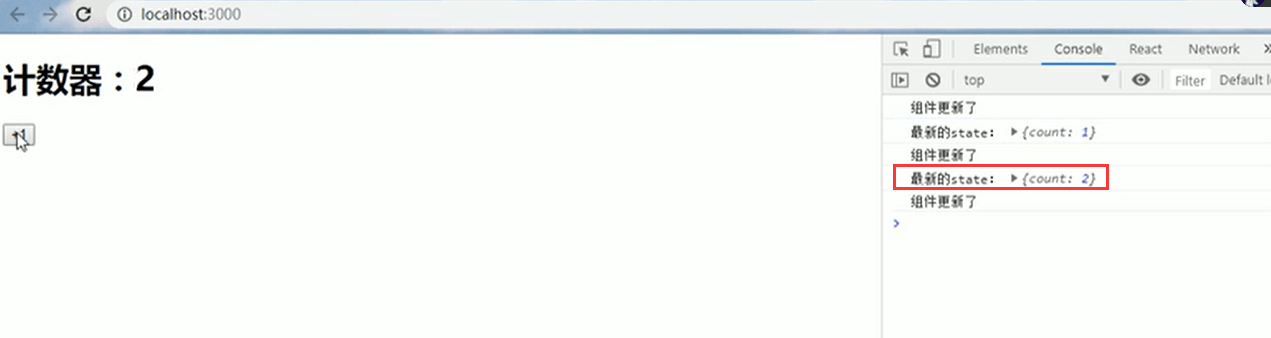 localhost:3000
计数器：2
+1
Elements Console React Network »
top Filter Default l
组件更新了
最新的state: ▶{count: 1}
组件更新了
最新的state: ▶{count: 2}
组件更新了
>